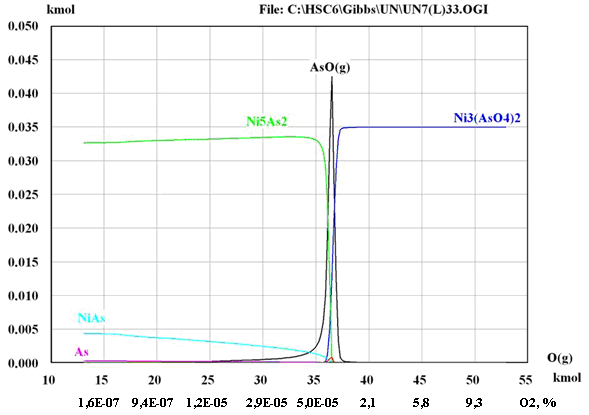 kmol File: C:\HSC6\Gibbs\UN\UN7(L)33.OGI
0.050
0.045
AsO(g)
0.040
Ni5As2 Ni3(AsO4)2
0.035
0.030
0.025
0.020
0.015
0.010
0.005
NiAs
As
0.000
O(g)
10 15 20 25 30 35 40 45 50 55
kmol
1,6E-07 9,4E-07 1,2E-05 2,9E-05 5,0E-05 2,1 5,8 9,3 O2, %